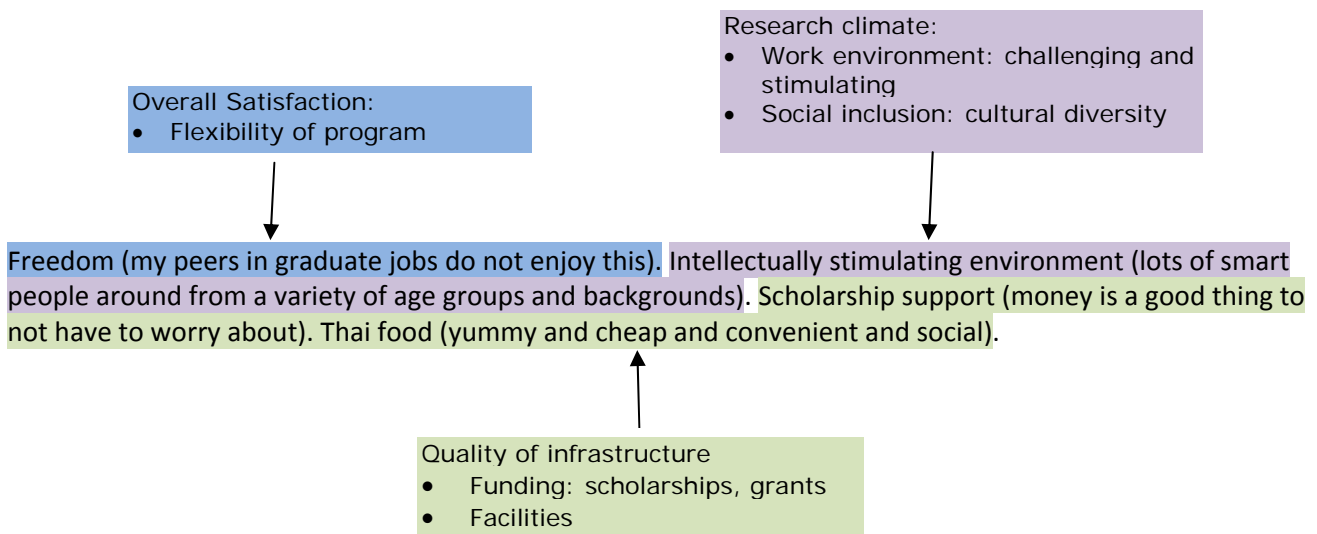 Research climate:
• Work environment: challenging and
stimulating
• Social inclusion: cultural diversity
Overall Satisfaction:
• Flexibility of program
Freedom (my peers in graduate jobs do not enjoy this). Intellectually stimulating environment (lots of smart
people around from a variety of age groups and backgrounds). Scholarship support (money is a good thing to
not have to worry about). Thai food (yummy and cheap and convenient and social).
Quality of infrastructure
• Funding: scholarships, grants
• Facilities